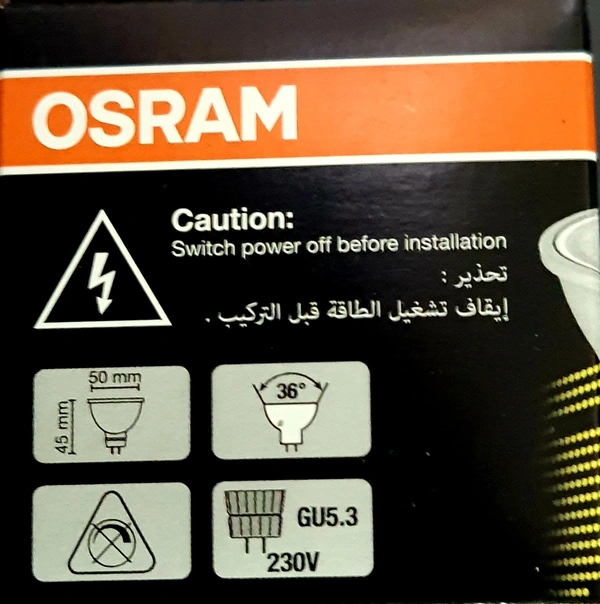 OSRAM
Caution:
Switch power off before installation
تحذير :
إيقاف تشغيل الطاقة قبل التركيب .
50 mm
45 mm
36°
GU5.3
230V